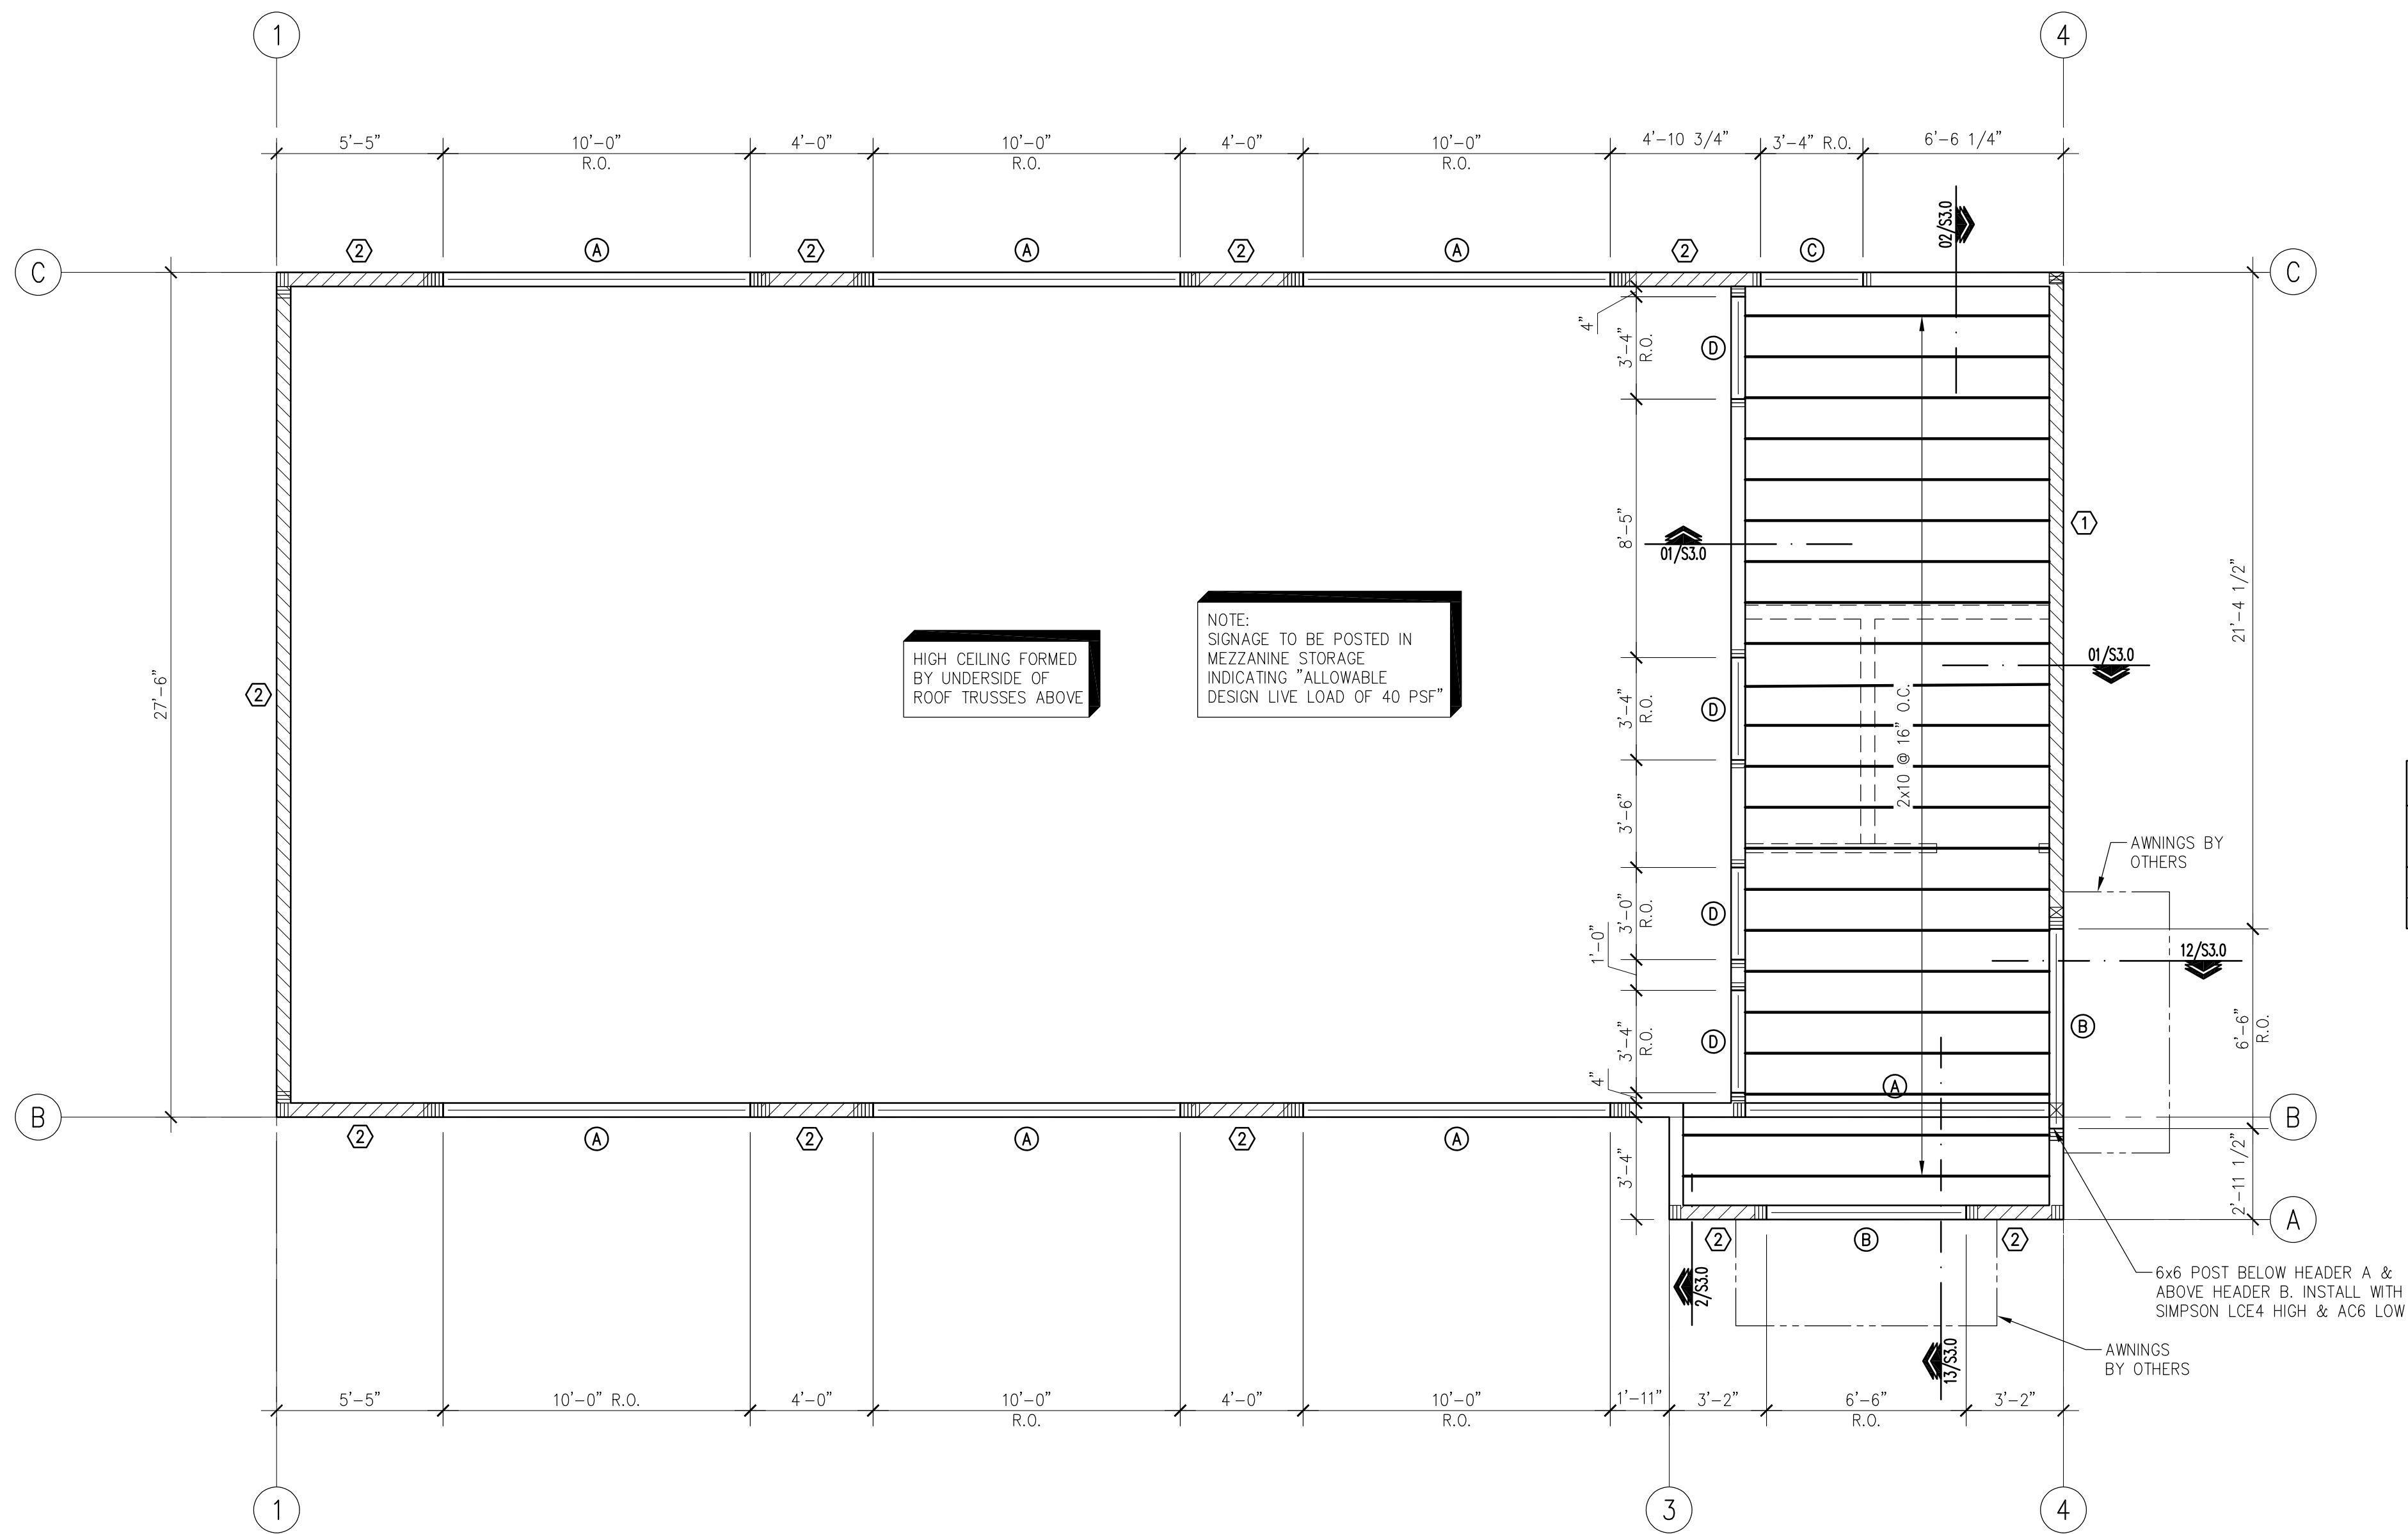 1
4
5'-5"
10'-0"
R.O.
4'-0"
10'-0"
R.O.
4'-0"
10'-0"
R.O.
4'-10 3/4"
3'-4" R.O.
6'-6 1/4"
02/S3.0
2
A
2
A
2
A
2
C
C
C
4"
3'-4"
R.O.
D
8'-5"
01/S3.0
1
21'-4 1/2"
HIGH CEILING FORMED
BY UNDERSIDE OF
ROOF TRUSSES ABOVE
NOTE:
SIGNAGE TO BE POSTED IN
MEZZANINE STORAGE
INDICATING "ALLOWABLE
DESIGN LIVE LOAD OF 40 PSF"
01/S3.0
27'-6"
2
3'-4"
R.O.
D
2x10 @ 16" O.C.
3'-6"
AWNINGS BY
OTHERS
3'-0"
R.O.
D
1'-0"
12/S3.0
3'-4"
R.O.
D
B
6'-6"
R.O.
4"
A
B
B
2
A
2
A
2
A
3'-4"
2'-11 1/2"
A
2
B
2
6x6 POST BELOW HEADER A &
ABOVE HEADER B. INSTALL WITH
SIMPSON LCE4 HIGH & AC6 LOW
2/S3.0
13/S3.0
AWNINGS
BY OTHERS
5'-5"
10'-0" R.O.
4'-0"
10'-0"
R.O.
4'-0"
10'-0"
R.O.
1'-11"
3'-2"
6'-6"
R.O.
3'-2"
1
3
4